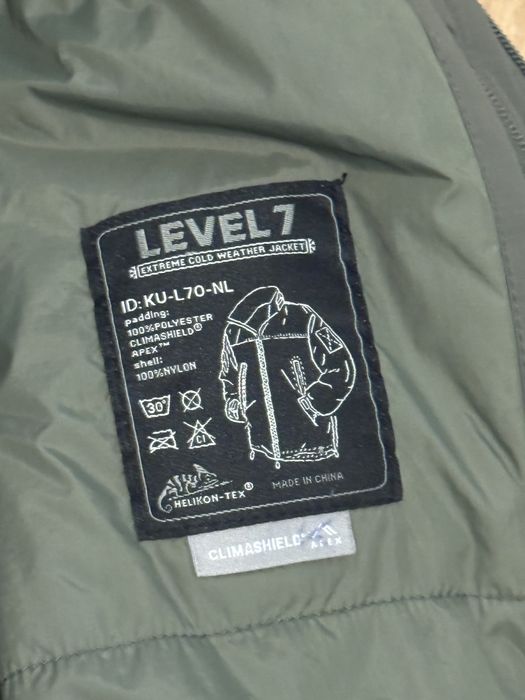 LEVEL 7
EXTREME COLD WEATHER JACKET
ID: KU-L70-NL
padding:
100%POLYESTER
CLIMASHIELD®
APEX™
shell:
100%NYLON
30°
Cl
HELIKON-TEX®
MADE IN CHINA
CLIMASHIELD®
APEX